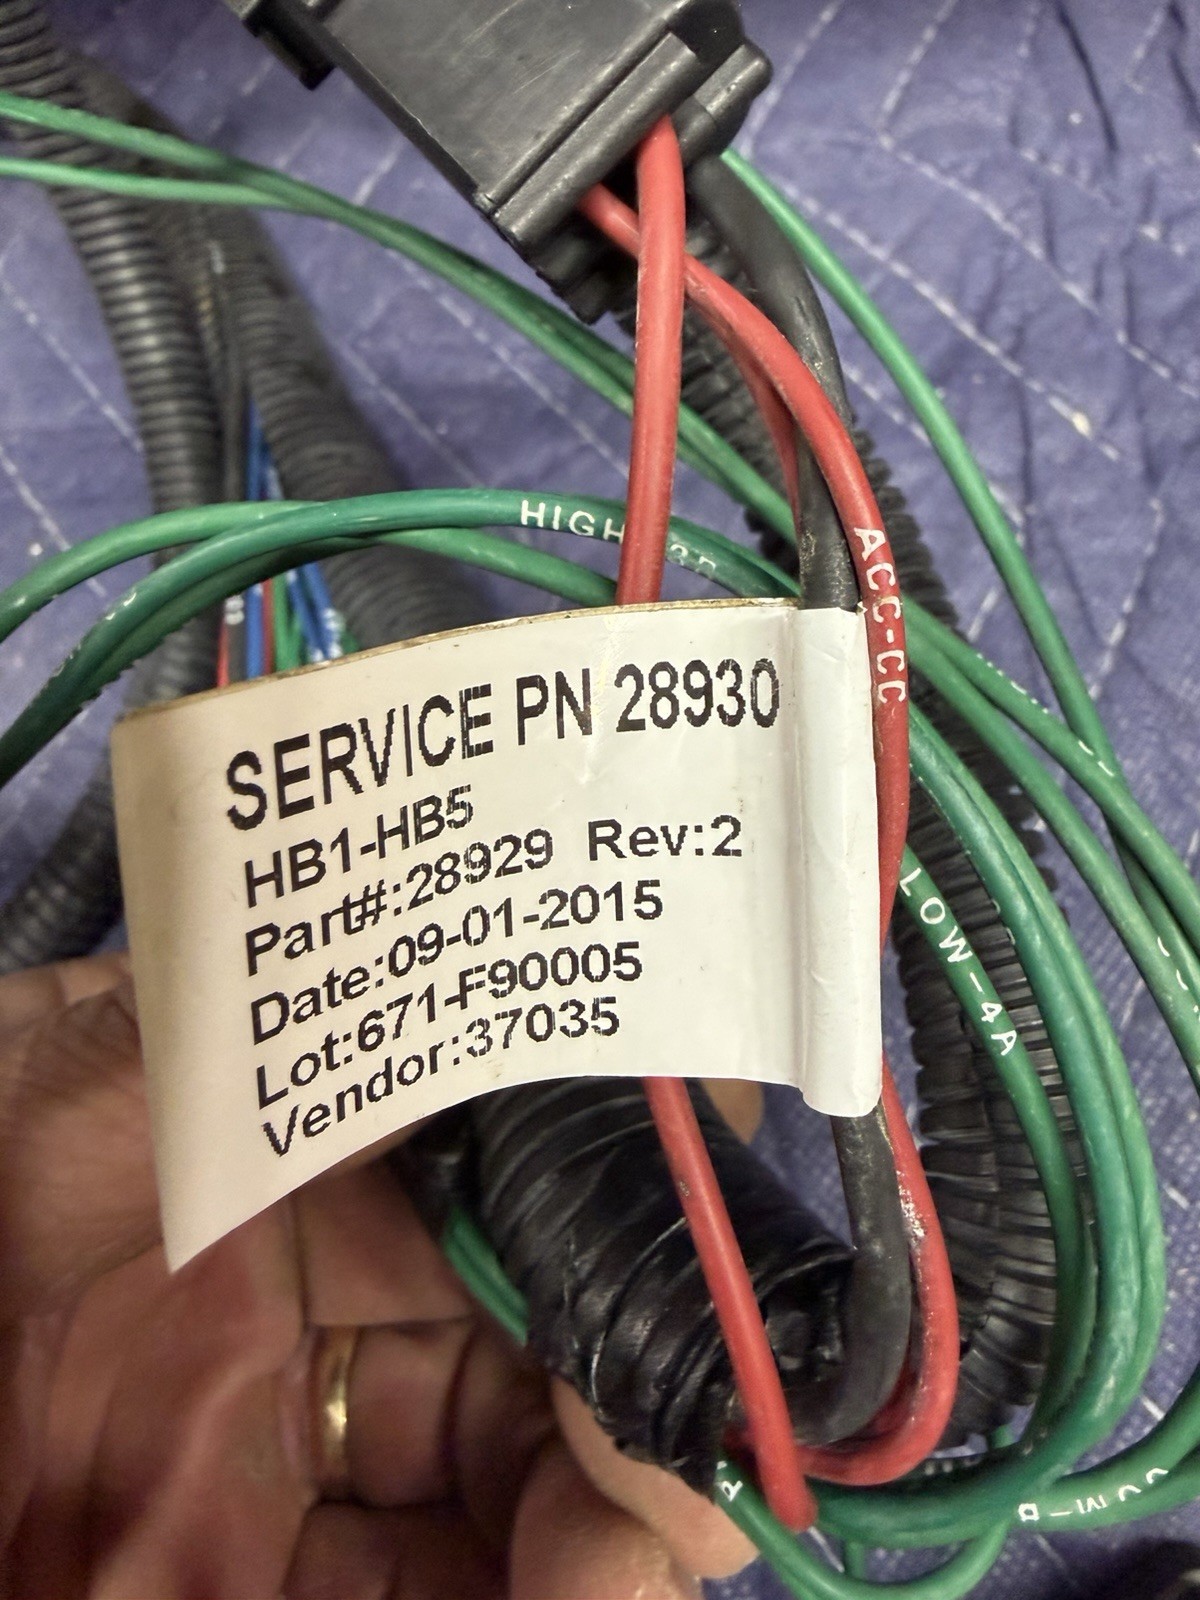 HIGH
ACC-CC
SERVICE PN 28930
HB1-HB5
Part#:28929 Rev:2
Date:09-01-2015
Lot:671-F90005
Vendor:37035
LOW-4A